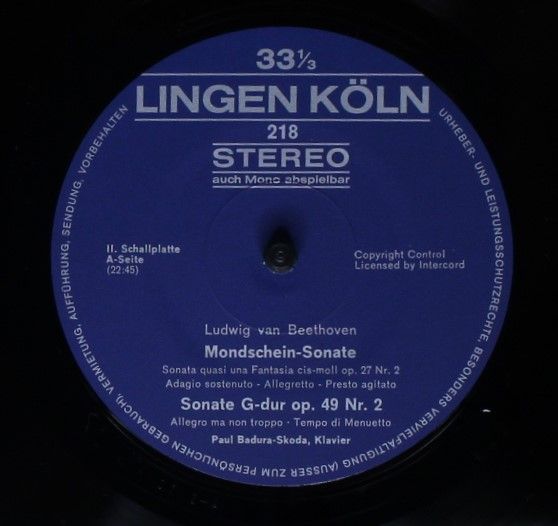 33⅓
LINGEN KÖLN
218
STEREO
auch Mono abspielbar
II. Schallplatte
A-Seite
(22:45)
Copyright Control
Licensed by Intercord
Ludwig van Beethoven
Mondschein-Sonate
Sonata quasi una Fantasia cis-moll op. 27 Nr. 2
Adagio sostenuto - Allegretto - Presto agitato
Sonate G-dur op. 49 Nr. 2
Allegro ma non troppo - Tempo di Menuetto
Paul Badura-Skoda, Klavier
URHEBER- UND LEISTUNGSSCHUTZRECHTE, BESONDERS VERVIELFÄLTIGUNG (AUSSER ZUM PERSÖNLICHEN GEBRAUCH), VERMIETUNG, AUFFÜHRUNG, SENDUNG, VORBEHALTEN